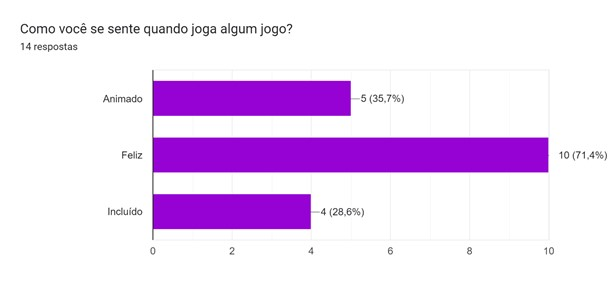 Como você se sente quando joga algum jogo?
14 respostas
Animado
5 (35,7%)
Feliz
10 (71,4%)
Incluído
4 (28,6%)
0 2 4 6 8 10